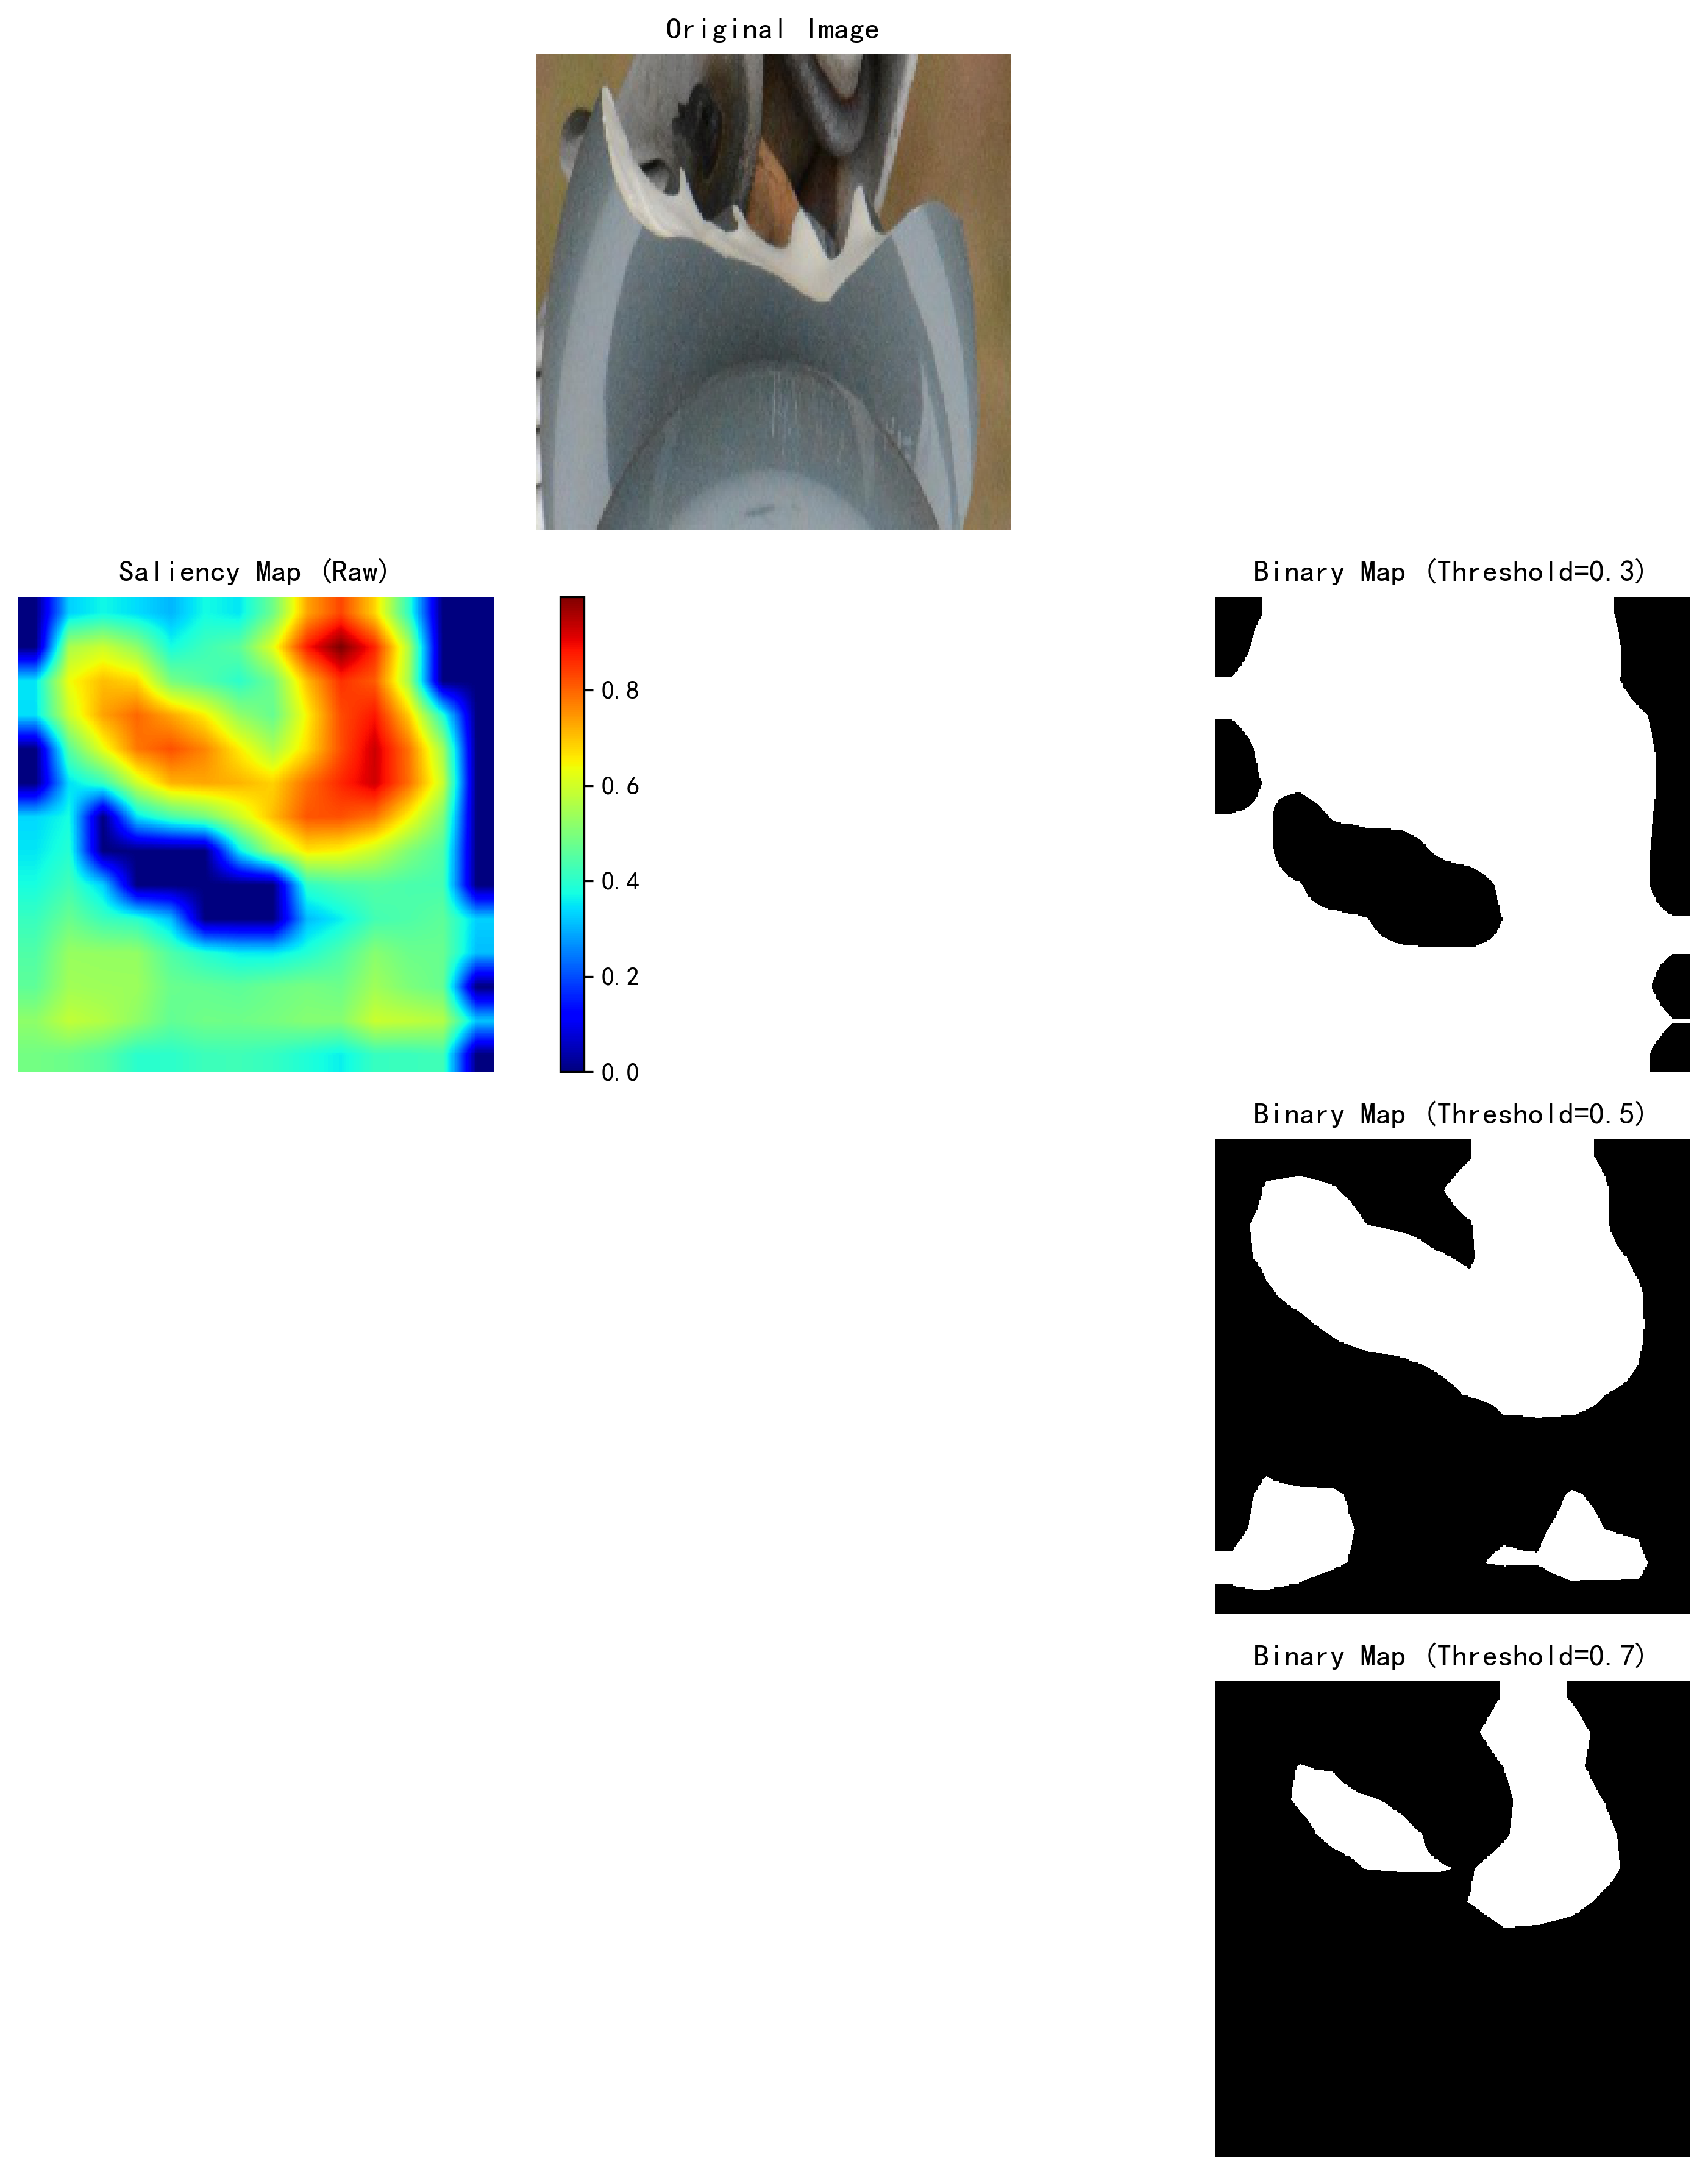 Original Image
Saliency Map (Raw)
Binary Map (Threshold=0.3)
0.8
0.6
0.4
0.2
0.0
Binary Map (Threshold=0.5)
Binary Map (Threshold=0.7)